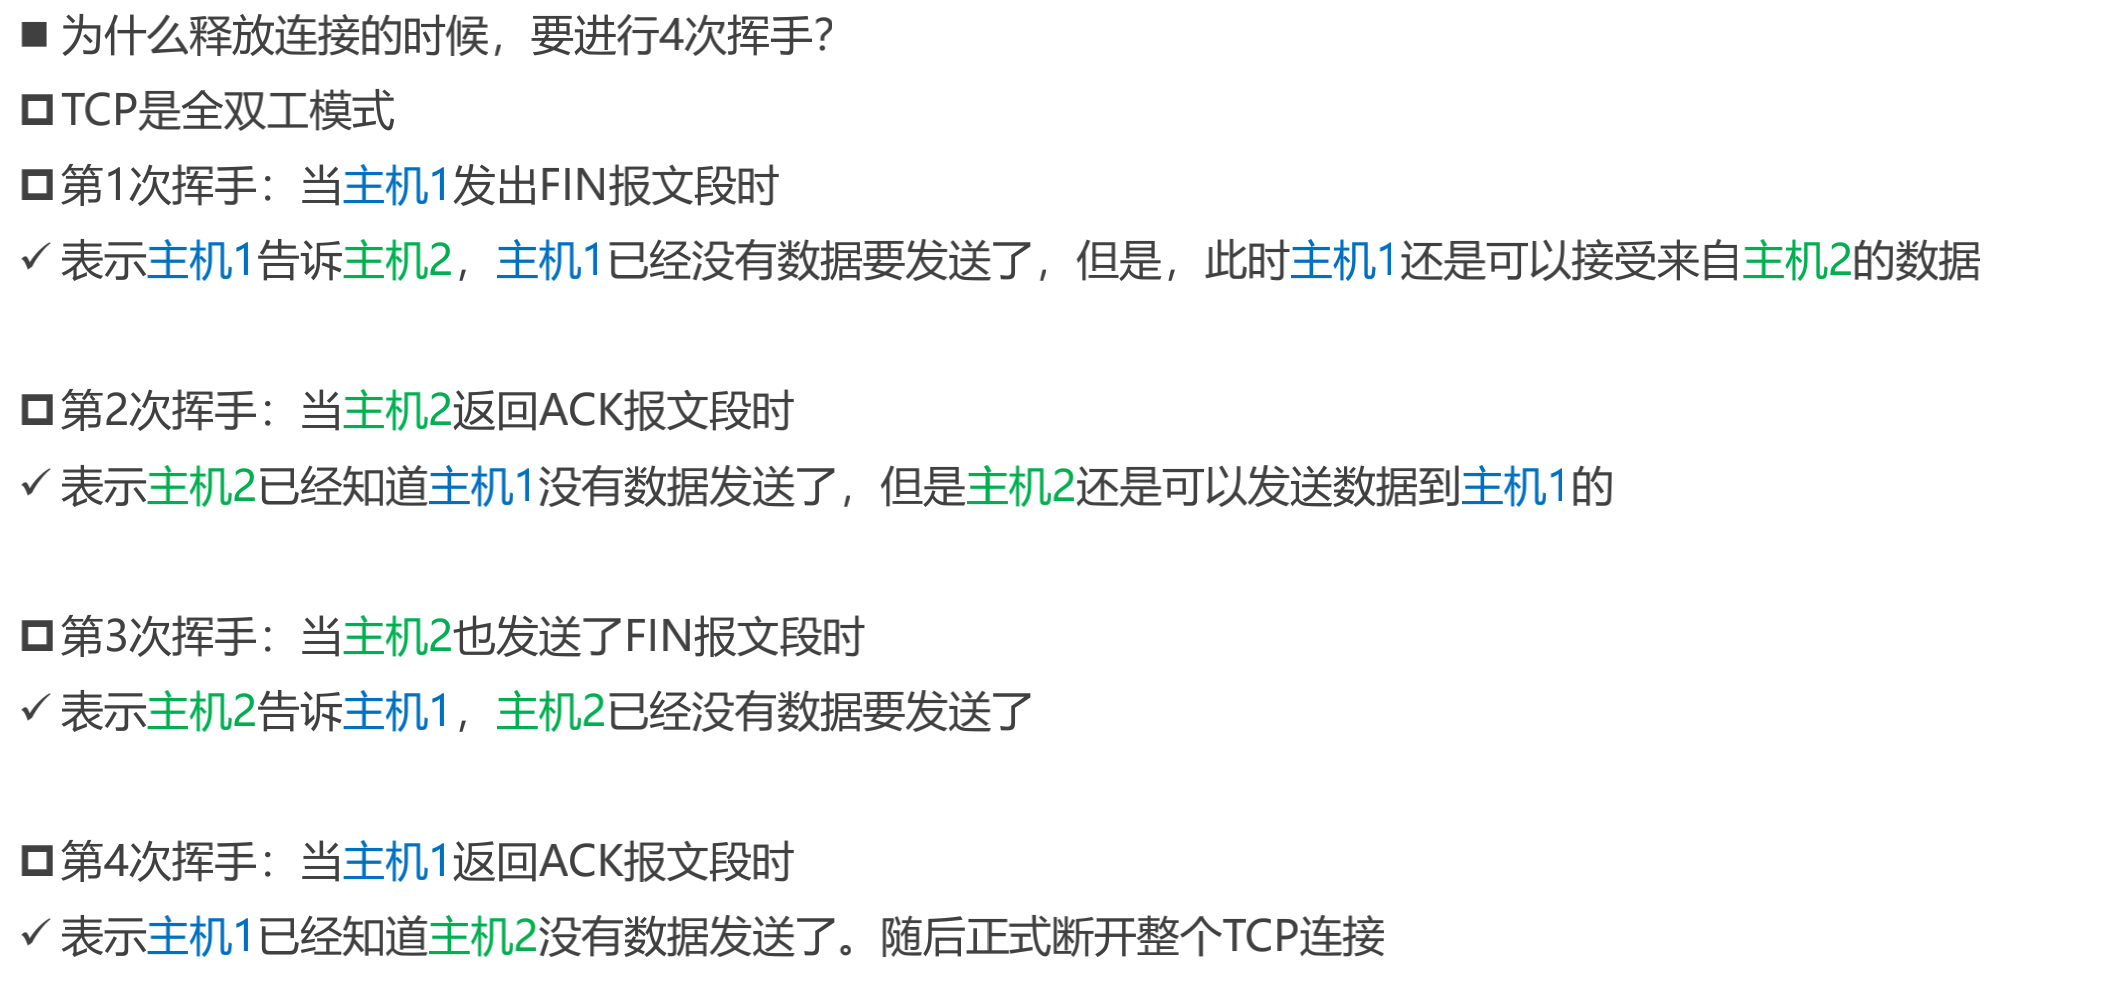 ■ 为什么释放连接的时候，要进行4次挥手？
◻ TCP是全双工模式
◻ 第1次挥手：当主机1发出FIN报文段时
✓ 表示主机1告诉主机2，主机1已经没有数据要发送了，但是，此时主机1还是可以接受来自主机2的数据
◻ 第2次挥手：当主机2返回ACK报文段时
✓ 表示主机2已经知道主机1没有数据发送了，但是主机2还是可以发送数据到主机1的
◻ 第3次挥手：当主机2也发送了FIN报文段时
✓ 表示主机2告诉主机1，主机2已经没有数据要发送了
◻ 第4次挥手：当主机1返回ACK报文段时
✓ 表示主机1已经知道主机2没有数据发送了。随后正式断开整个TCP连接